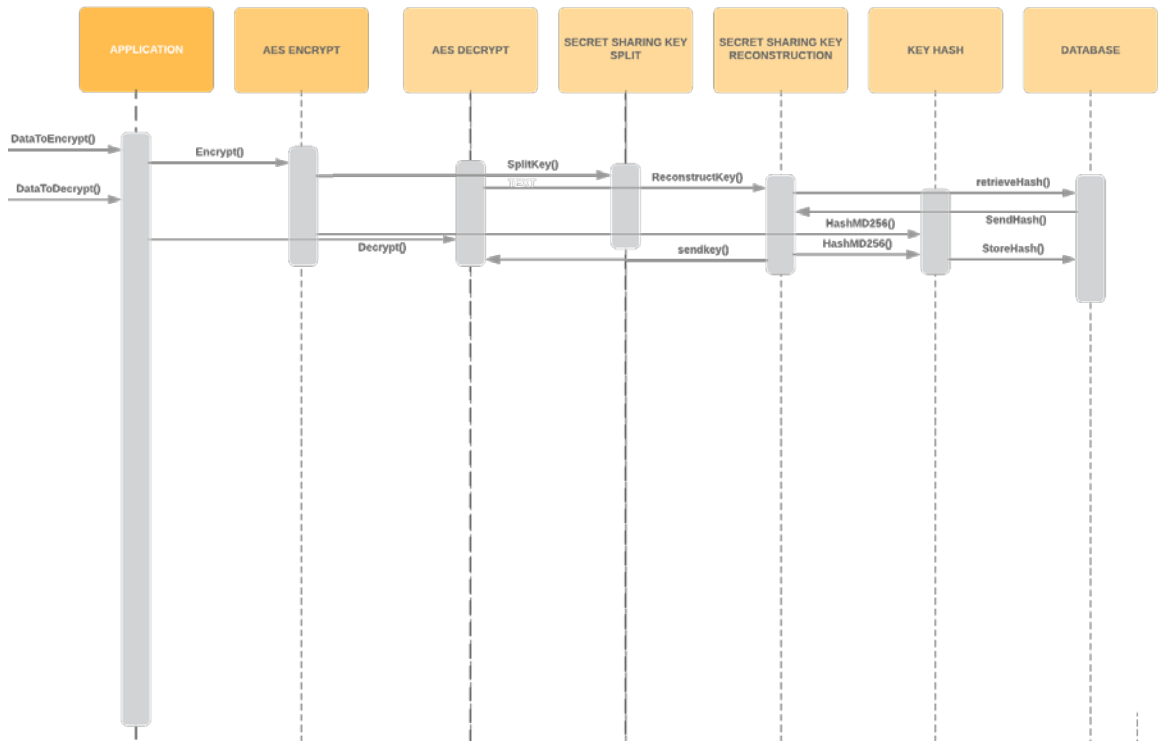 APPLICATION
AES ENCRYPT
AES DECRYPT
SECRET SHARING KEY
SPLIT
SECRET SHARING KEY
RECONSTRUCTION
KEY HASH
DATABASE
DataToEncrypt()
Encrypt()
SplitKey()
TEXT
ReconstructKey()
retrieveHash()
DataToDecrypt()
SendHash()
HashMD256()
Decrypt()
sendkey()
HashMD256()
StoreHash()